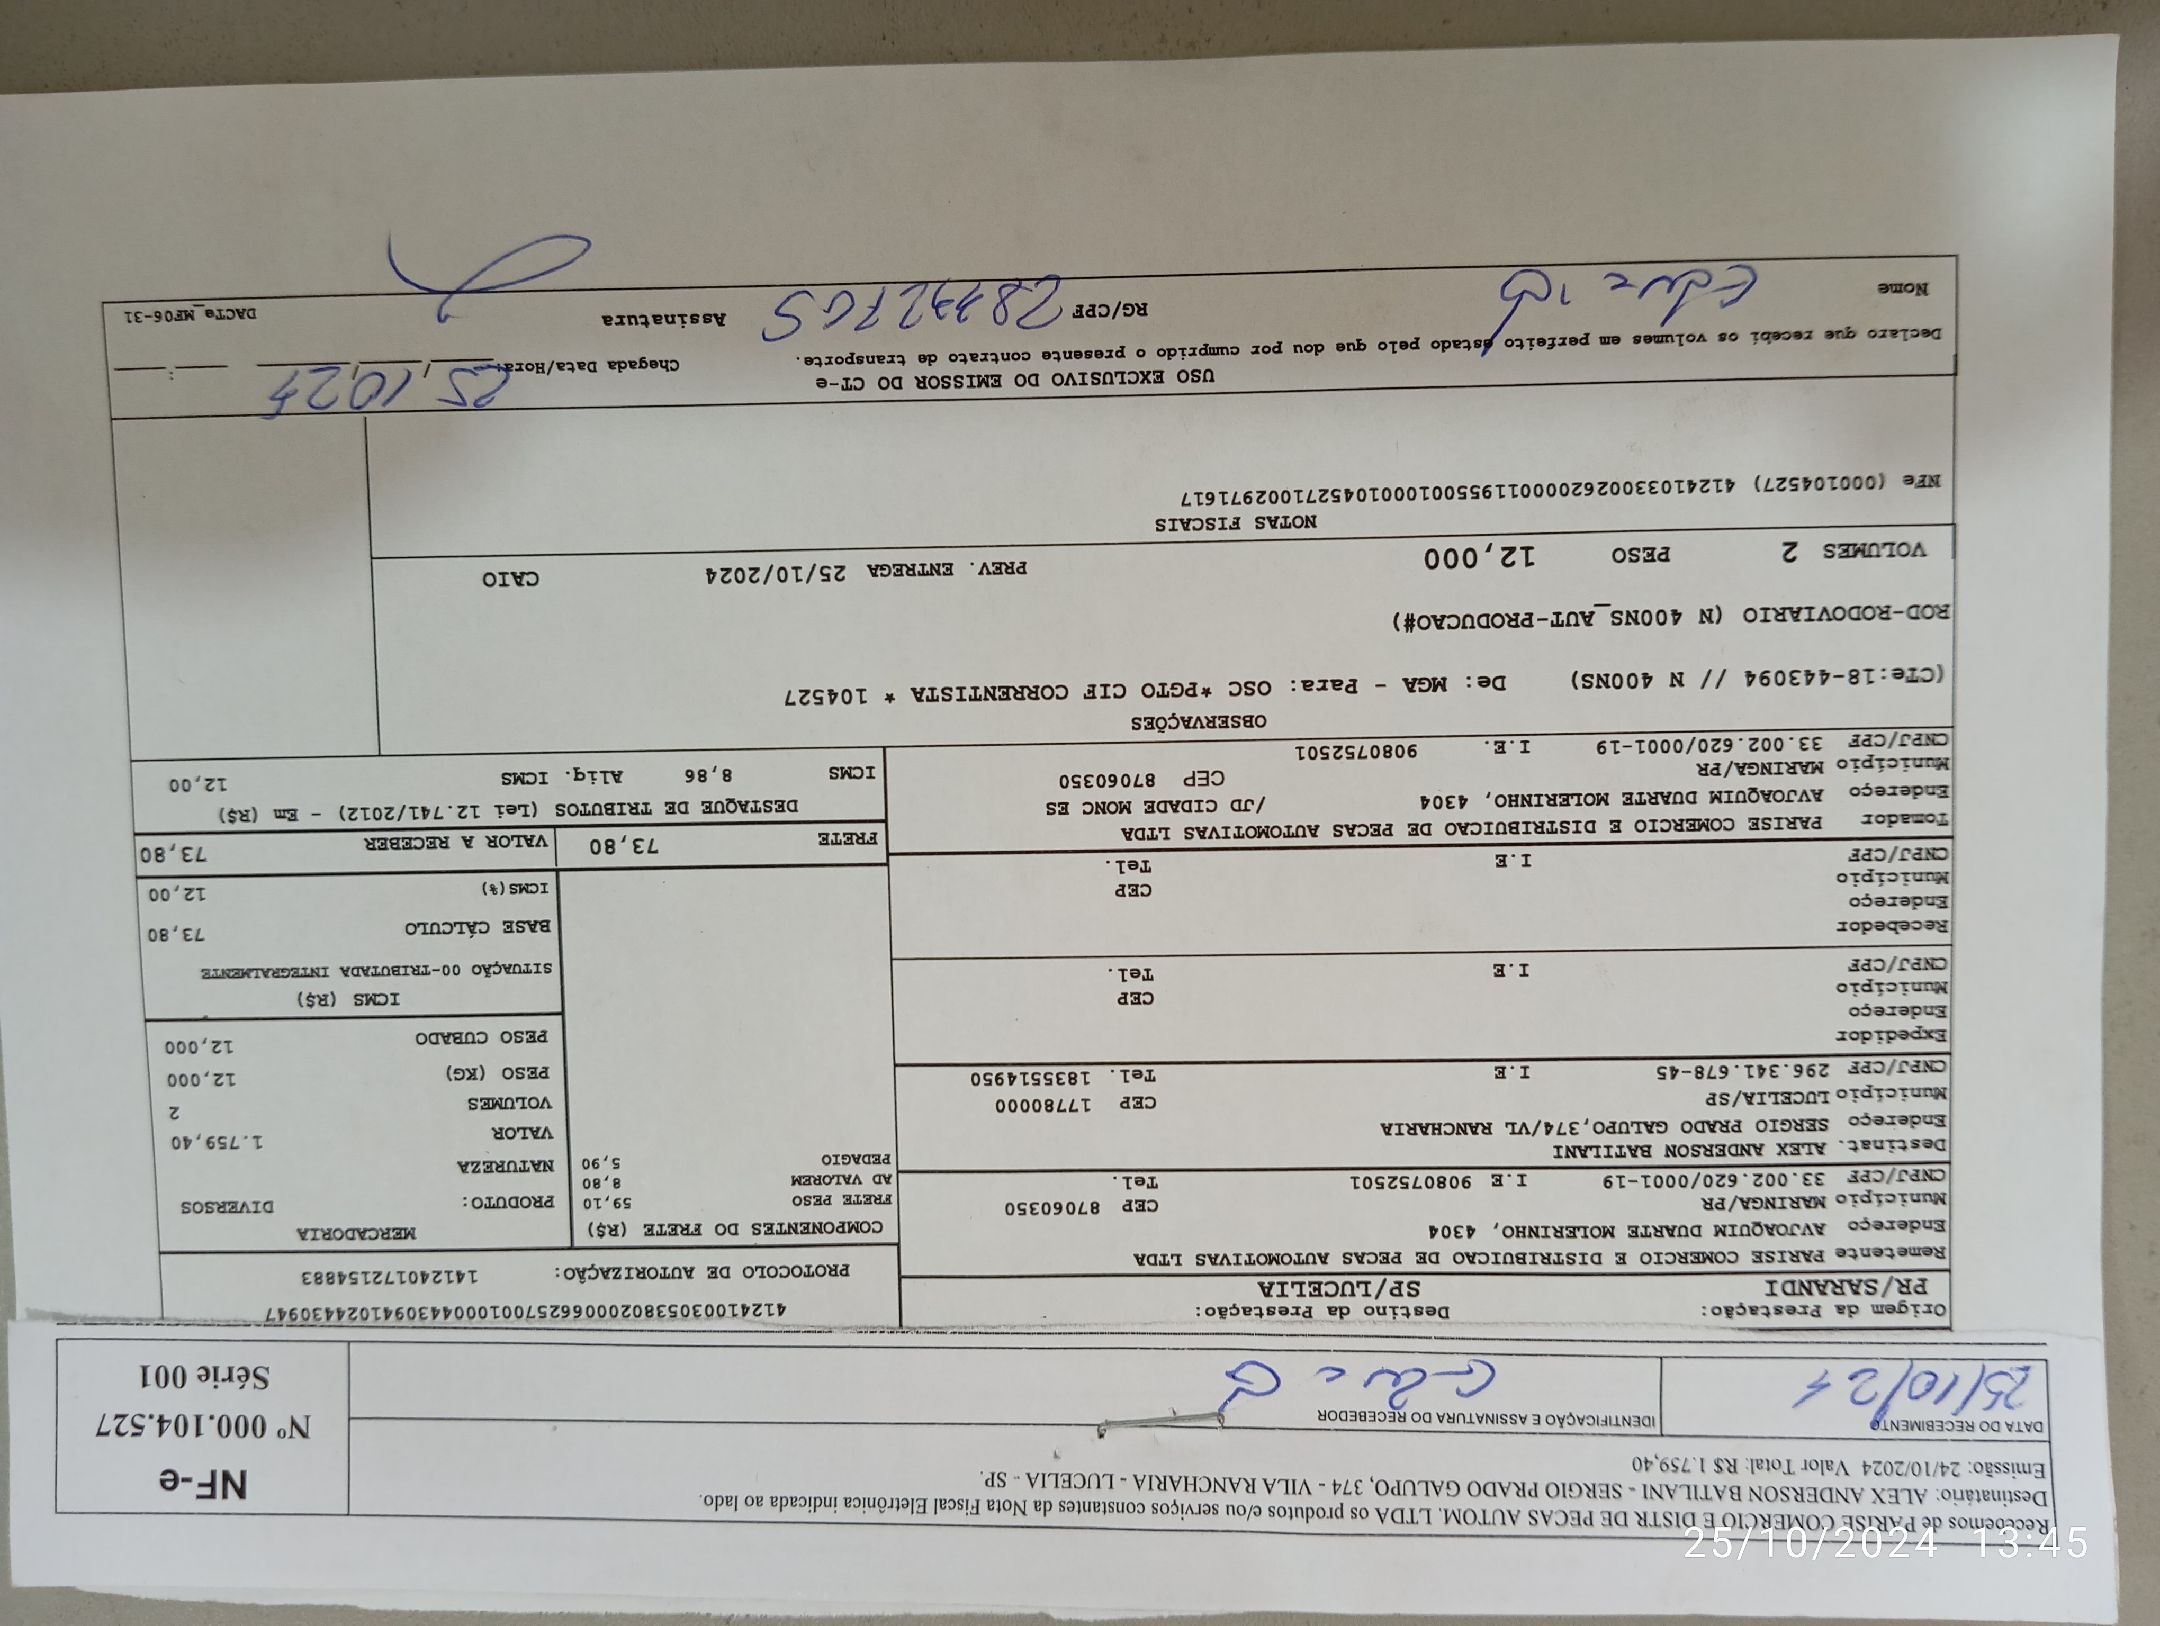 Recebemos de PARISE COMERCIO E DISTR DE PECAS AUTOM. LTDA os produtos e/ou serviços constantes da Nota Fiscal Eletrônica indicada ao lado.
Destinatário: ALEX ANDERSON BATILANI - SERGIO PRADO GALUPO, 374 - VILA RANCHARIA - LUCELIA - SP.
Emissão: 24/10/2024 Valor Total: R$ 1.759,40
NF-e
Nº 000.104.527
Série 001
DATA DO RECEBIMENTO
25/10/24
IDENTIFICAÇÃO E ASSINATURA DO RECEBEDOR
Origem da Prestação:
PR/SARANDI
Destino da Prestação:
SP/LUCELIA
41241003053802000662570010004430941024430947
PROTOCOLO DE AUTORIZAÇÃO: 141240172154883
Remetente PARISE COMERCIO E DISTRIBUICAO DE PECAS AUTOMOTIVAS LTDA
Endereço AVJOAQUIM DUARTE MOLERINHO, 4304
Município MARINGA/PR CEP 87060350
CNPJ/CPF 33.002.620/0001-19 I.E 9080752501 Tel.
Destinat. ALEX ANDERSON BATILANI
Endereço SERGIO PRADO GALUPO,374/VL RANCHARIA
Município LUCELIA/SP CEP 17780000
CNPJ/CPF 296.341.678-45 I.E Tel. 1835514950
Expedidor
Endereço
Município CEP
CNPJ/CPF I.E Tel.
Recebedor
Endereço
Município CEP
CNPJ/CPF I.E Tel.
Tomador PARISE COMERCIO E DISTRIBUICAO DE PECAS AUTOMOTIVAS LTDA
Endereço AVJOAQUIM DUARTE MOLERINHO, 4304 /JD CIDADE MONC ES
Município MARINGA/PR CEP 87060350
CNPJ/CPF 33.002.620/0001-19 I.E. 9080752501
COMPONENTES DO FRETE (R$)
FRETE PESO 59,10
AD VALOREM 8,80
PEDAGIO 5,90
MERCADORIA
PRODUTO: DIVERSOS
NATUREZA
VALOR 1.759,40
VOLUMES 2
PESO (KG) 12,000
PESO CUBADO 12,000
ICMS (R$)
SITUAÇÃO 00-TRIBUTADA INTEGRALMENTE
BASE CÁLCULO 73,80
ICMS(%) 12,00
FRETE 73,80 VALOR A RECEBER 73,80
DESTAQUE DE TRIBUTOS (Lei 12.741/2012) - Em (R$)
ICMS 8,86 Aliq. ICMS 12,00
OBSERVAÇÕES
(CTe:18-443094 // N 400NS) De: MGA - Para: OSC *PGTO CIF CORRENTISTA * 104527
ROD-RODOVIARIO (N 400NS_AUT-PRODUCAO#)
VOLUMES 2 PESO 12,000 PREV. ENTREGA 25/10/2024 CAIO
NOTAS FISCAIS
NFe (000104527) 41241033002620000119550010001045271002971617
USO EXCLUSIVO DO EMISSOR DO CT-e
Declaro que recebi os volumes em perfeito estado pelo que dou por cumprido o presente contrato de transporte.
Chegada Data/Hora: 25/10/24 :
Nome RG/CPF Assinatura
DACTe_MF06-31
25/10/2024 13:45